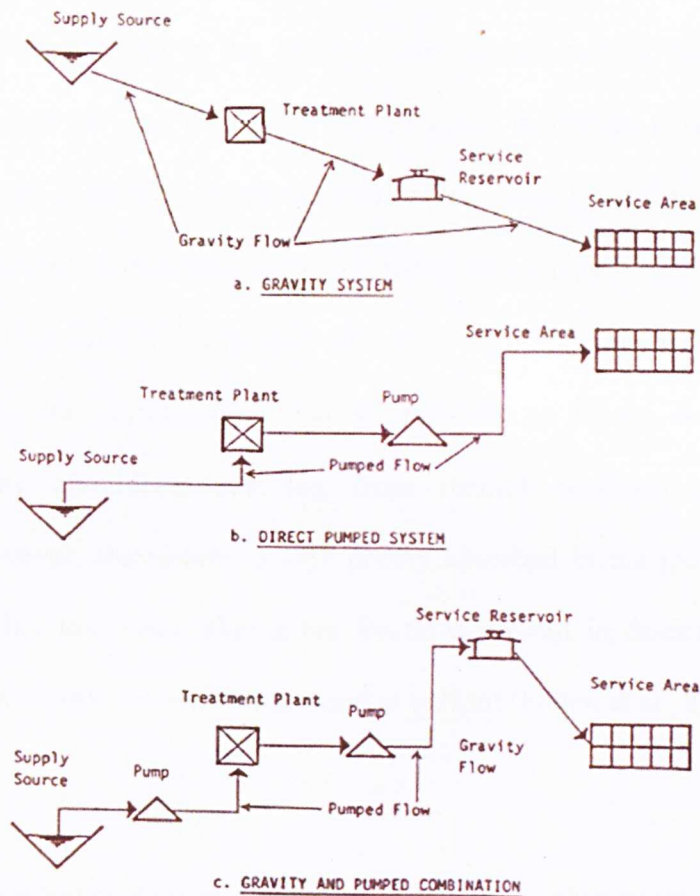 Supply Source
Treatment Plant
Service
Reservoir
Service Area
Gravity Flow
a. GRAVITY SYSTEM
Service Area
Treatment Plant
Pump
Supply Source
Pumped Flow
b. DIRECT PUMPED SYSTEM
Service Reservoir
Service Area
Treatment Plant
Pump
Gravity
Flow
Supply
Source
Pump
Pumped Flow
c. GRAVITY AND PUMPED COMBINATION